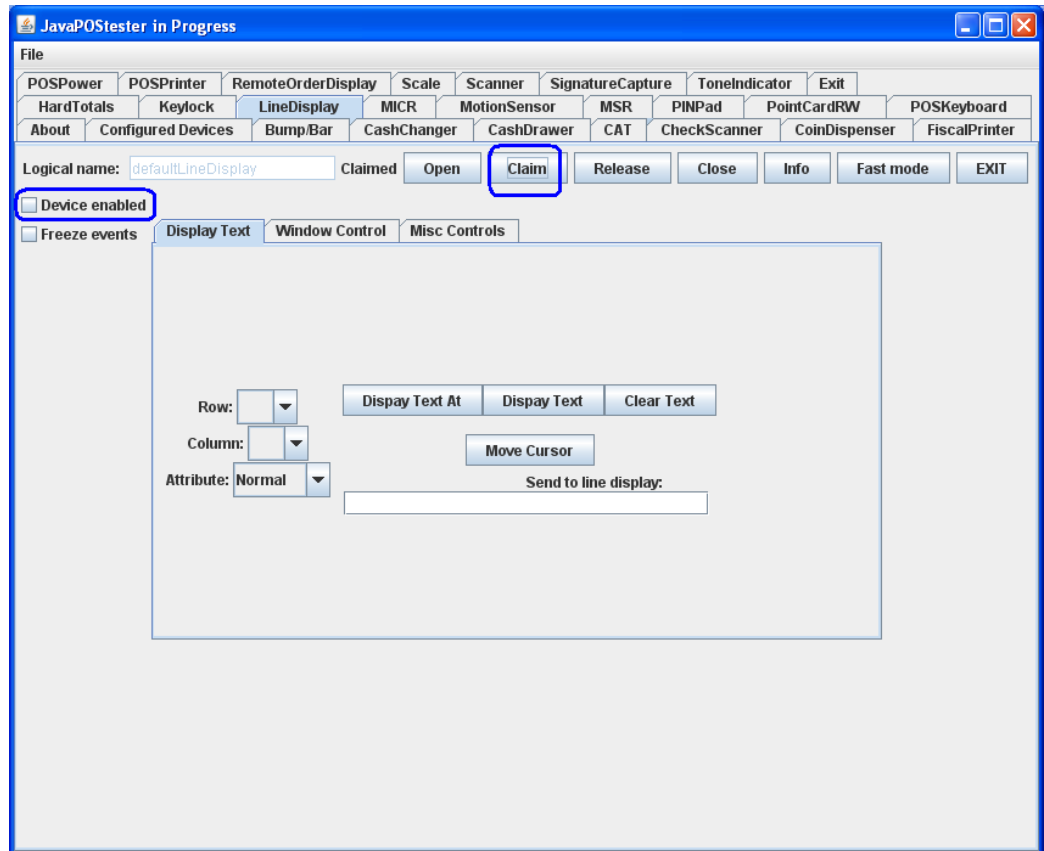 JavaPOStester in Progress
File
POSPower POSPrinter RemoteOrderDisplay Scale Scanner SignatureCapture ToneIndicator Exit
HardTotals Keylock LineDisplay MICR MotionSensor MSR PINPad PointCardRW POSKeyboard
About Configured Devices Bump/Bar CashChanger CashDrawer CAT CheckScanner CoinDispenser FiscalPrinter
Logical name: defaultLineDisplay Claimed Open Claim Release Close Info Fast mode EXIT
Device enabled
Freeze events Display Text Window Control Misc Controls
Row: Dispay Text At Dispay Text Clear Text
Column: Move Cursor
Attribute: Normal Send to line display: